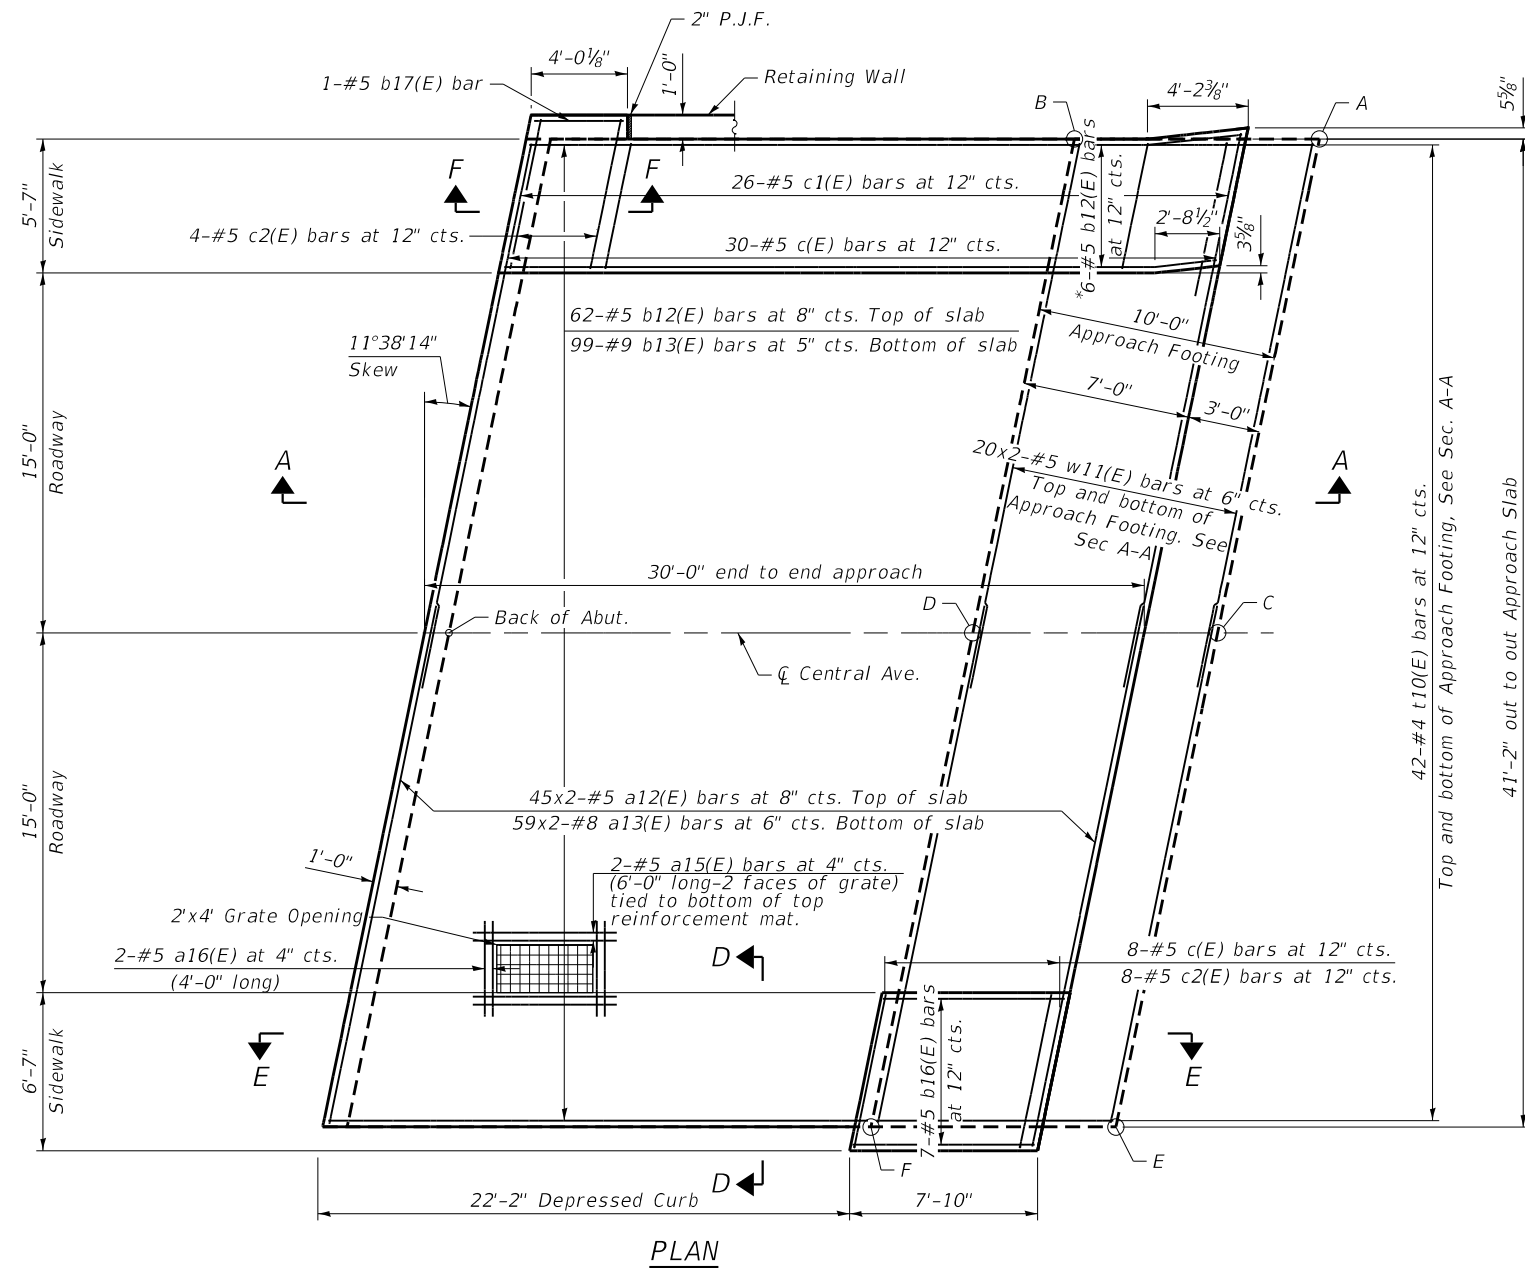 2" P.J.F.
4'-0⅛"
1'-0"
Retaining Wall
1-#5 b17(E) bar
4'-2⅜"
5⅝"
B
A
F
F
26-#5 c1(E) bars at 12" cts.
*6-#5 b12(E) bars
at 12" cts.
5'-7"
Sidewalk
4-#5 c2(E) bars at 12" cts.
30-#5 c(E) bars at 12" cts.
2'-8½"
3⅝"
62-#5 b12(E) bars at 8" cts. Top of slab
99-#9 b13(E) bars at 5" cts. Bottom of slab
10'-0"
Approach Footing
11°38'14"
Skew
7'-0"
3'-0"
15'-0"
Roadway
A
A
20x2-#5 w11(E) bars at 6" cts.
Top and bottom of
Approach Footing. See
Sec A-A
42-#4 t10(E) bars at 12" cts.
Top and bottom of Approach Footing, See Sec. A-A
41'-2" out to out Approach Slab
30'-0" end to end approach
Back of Abut.
D
C
℄ Central Ave.
15'-0"
Roadway
45x2-#5 a12(E) bars at 8" cts. Top of slab
59x2-#8 a13(E) bars at 6" cts. Bottom of slab
1'-0"
2-#5 a15(E) bars at 4" cts.
(6'-0" long-2 faces of grate)
tied to bottom of top
reinforcement mat.
2'x4' Grate Opening
2-#5 a16(E) at 4" cts.
(4'-0" long)
D
8-#5 c(E) bars at 12" cts.
8-#5 c2(E) bars at 12" cts.
7-#5 b16(E) bars
at 12" cts.
6'-7"
Sidewalk
E
E
D
F
E
22'-2" Depressed Curb
7'-10"
PLAN